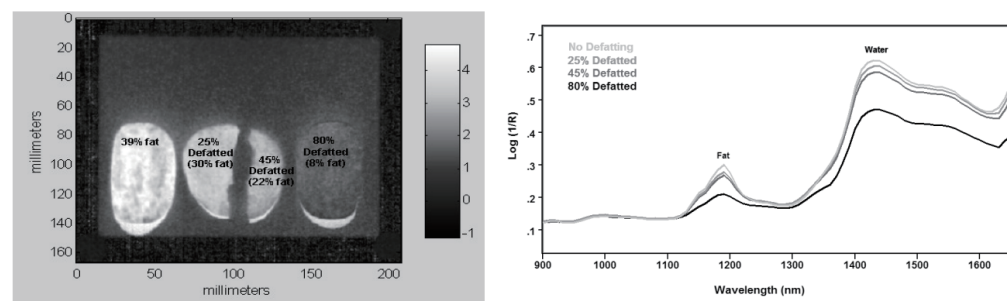 0
20
40
60
80
100
120
140
160
millimeters
39% fat
25%
Defatted
(30% fat)
45%
Defatted
(22% fat)
80%
Defatted
(8% fat)
0
50
100
150
200
millimeters
4
3
2
1
0
-1
.7
.6
.5
.4
.3
.2
.1
Log (1/R)
No Defatting
25% Defatted
45% Defatted
80% Defatted
Fat
Water
900
1000
1100
1200
1300
1400
1500
1600
Wavelength (nm)